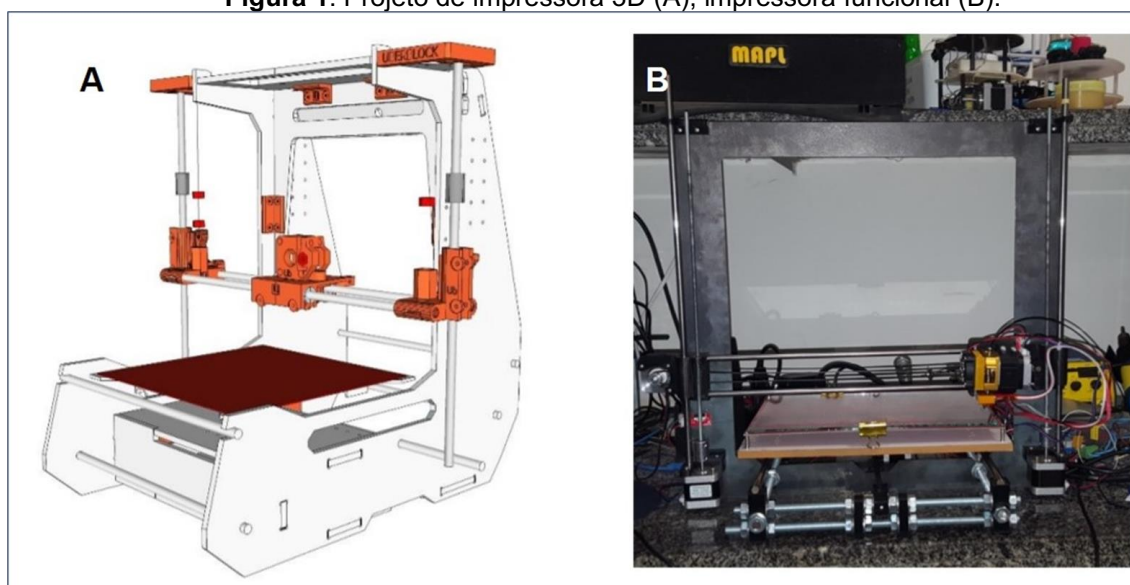 Figura 1: Projeto de impressora 3D (A); impressora funcional (B).
A
B
MAPL